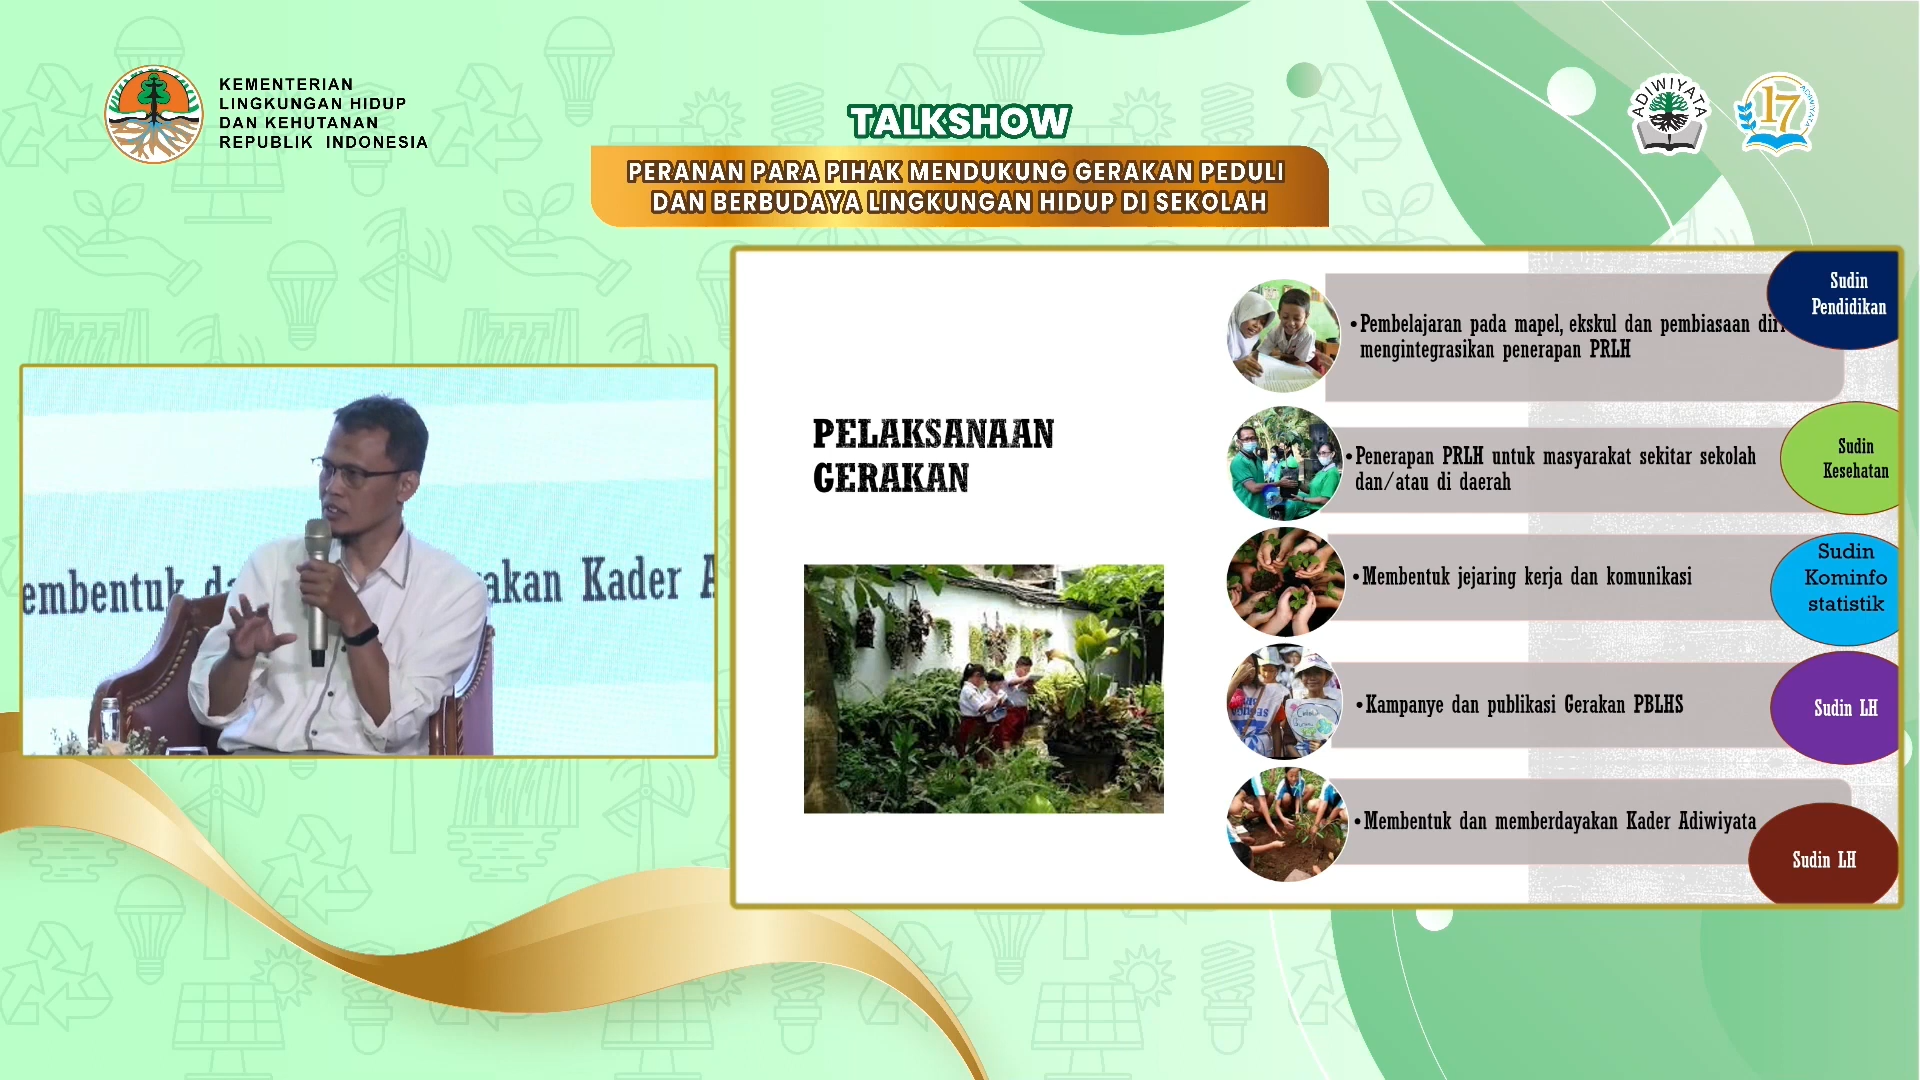 KEMENTERIAN
LINGKUNGAN HIDUP
DAN KEHUTANAN
REPUBLIK INDONESIA
TALKSHOW
PERANAN PARA PIHAK MENDUKUNG GERAKAN PEDULI
DAN BERBUDAYA LINGKUNGAN HIDUP DI SEKOLAH
ADIWIYATA
17
ADIWIYATA
embentuk da
akan Kader A
PELAKSANAAN
GERAKAN
•Pembelajaran pada mapel, ekskul dan pembiasaan diri
mengintegrasikan penerapan PRLH
Sudin
Pendidikan
•Penerapan PRLH untuk masyarakat sekitar sekolah
dan/atau di daerah
Sudin
Kesehatan
•Membentuk jejaring kerja dan komunikasi
Sudin
Kominfo
statistik
•Kampanye dan publikasi Gerakan PBLHS
Sudin LH
•Membentuk dan memberdayakan Kader Adiwiyata
Sudin LH